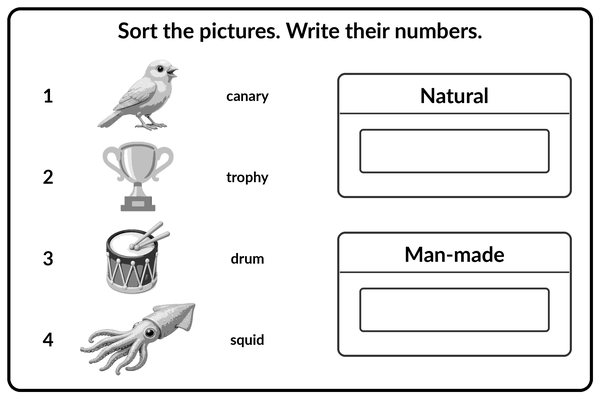 Sort the pictures. Write their numbers.
1 canary
2 trophy
3 drum
4 squid
Natural
Man-made